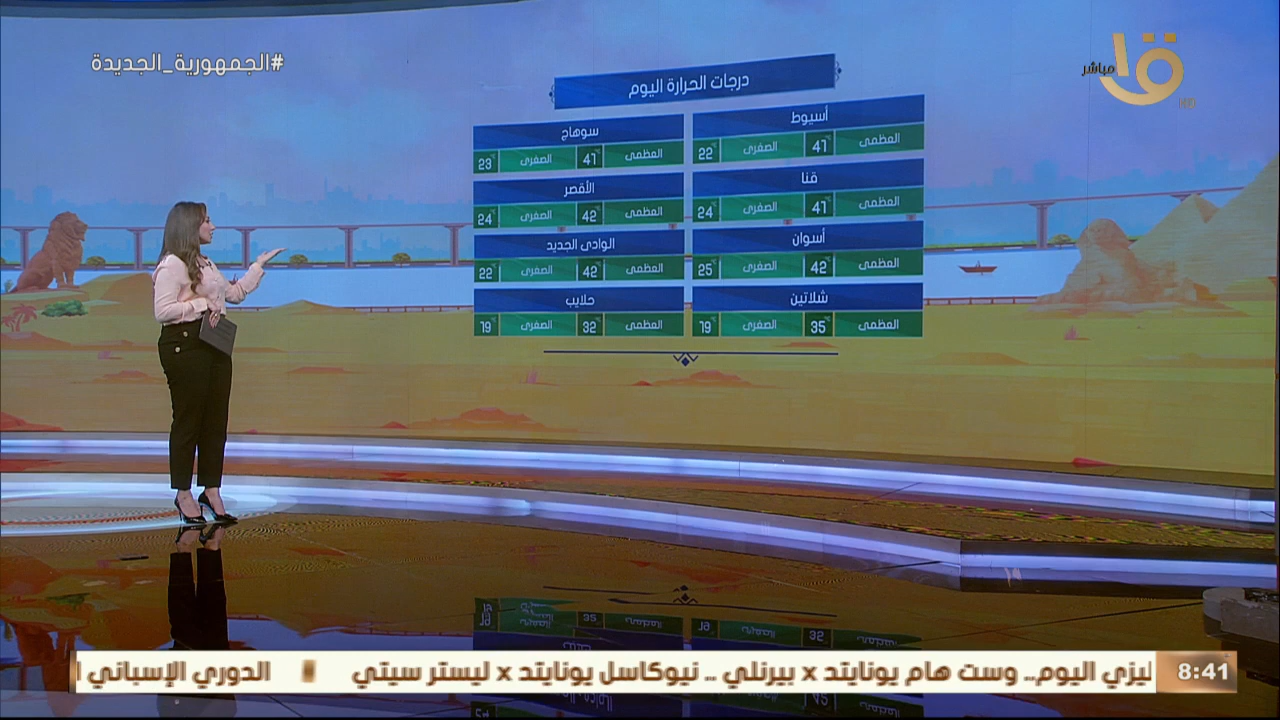 #الجمهورية_الجديدة
مباشر
درجات الحرارة اليوم
أسيوط
العظمى 41 الصغرى 22
سوهاج
العظمى 41 الصغرى 23
قنا
العظمى 41 الصغرى 24
الأقصر
العظمى 42 الصغرى 24
أسوان
العظمى 42 الصغرى 25
الوادى الجديد
العظمى 42 الصغرى 22
شلاتين
العظمى 35 الصغرى 19
حلايب
العظمى 32 الصغرى 19
8:41
ليزي اليوم.. وست هام يونايتد x بيرنلي .. نيوكاسل يونايتد x ليستر سيتي
الدوري الإسباني ا